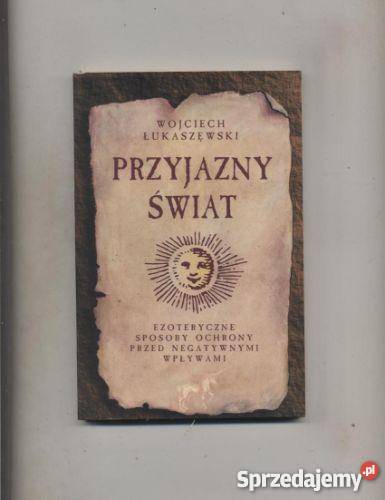 WOJCIECH
ŁUKASZEWSKI
PRZYJAZNY
ŚWIAT
EZOTERYCZNE
SPOSOBY OCHRONY
PRZED NEGATYWNYMI
WPŁYWAMI
Sprzedajemy.pl